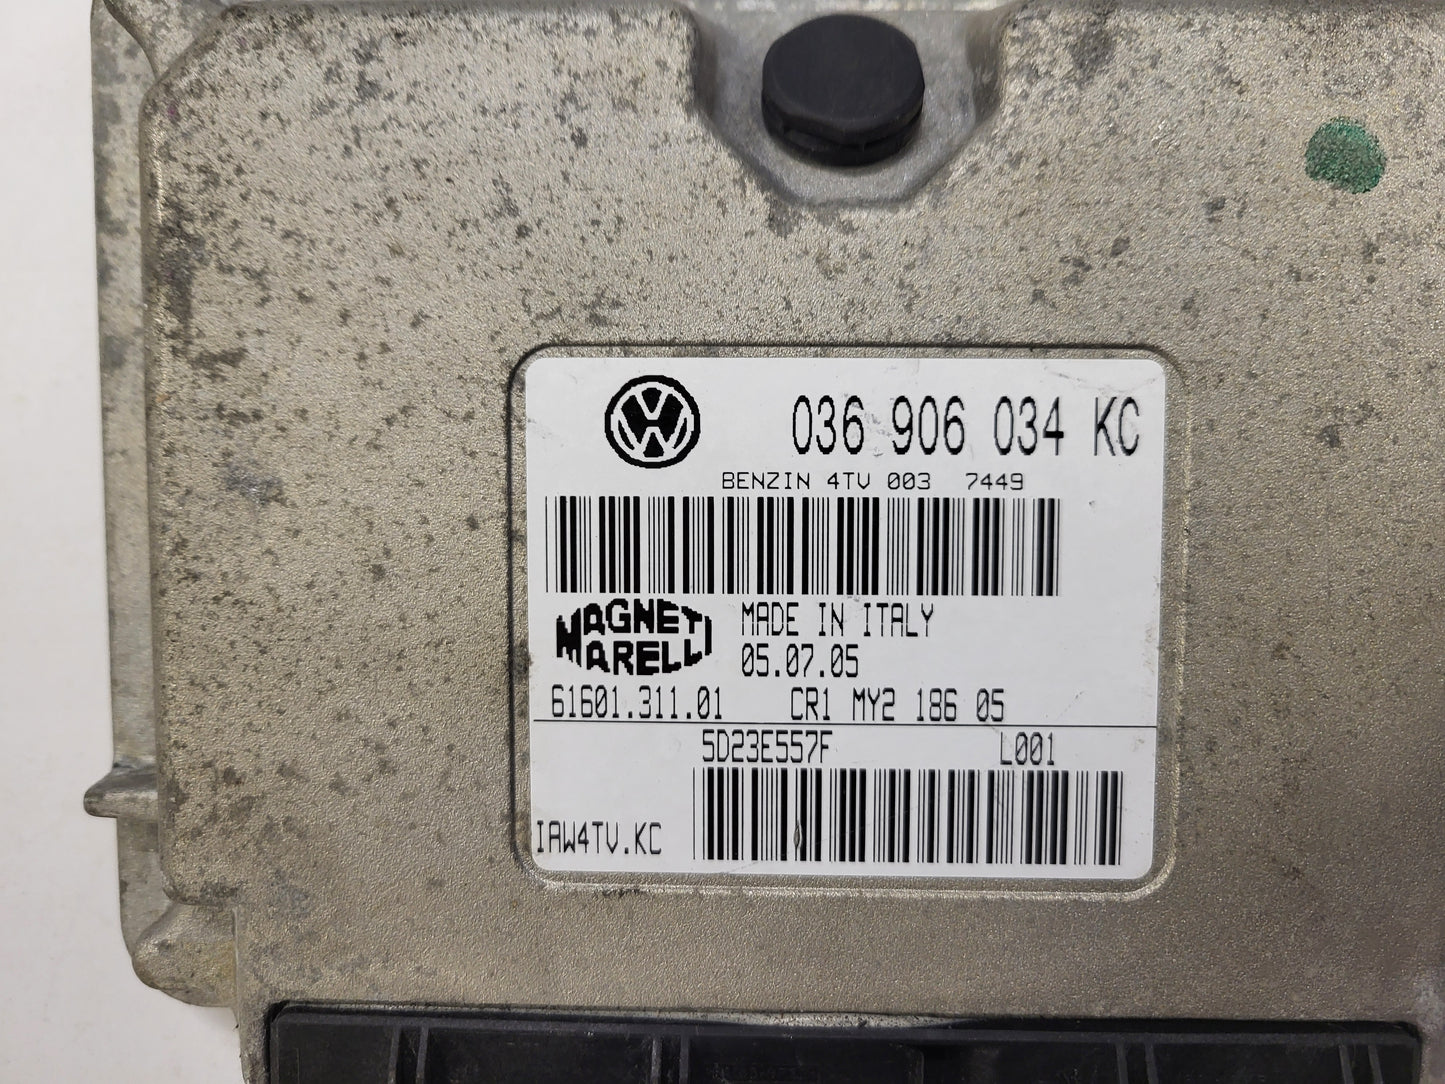 036 906 034 KC
BENZIN 4TV 003 7449
MAGNETI MARELLI
MADE IN ITALY
05.07.05
61601.311.01 CR1 MY2 186 05
5D23E557F L001
IAW4TV.KC